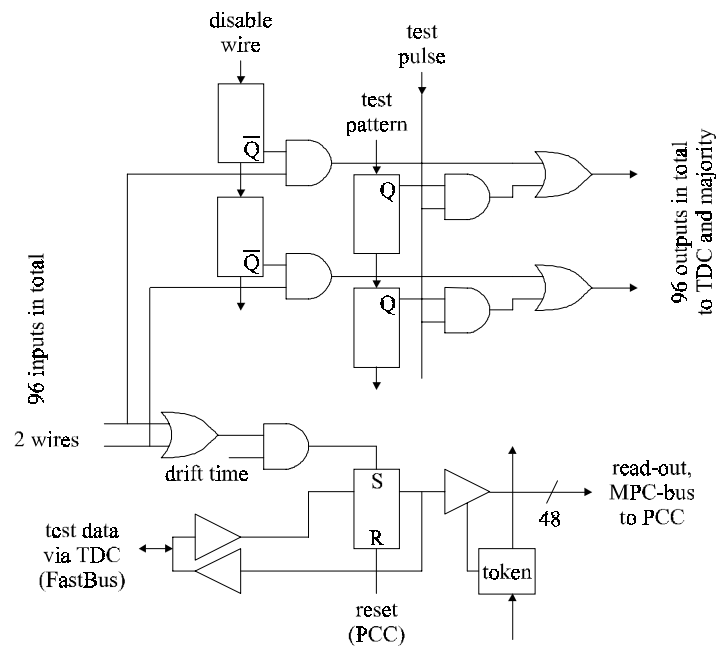 disable
wire
test
pulse
test
pattern
Q
Q
Q
Q
96 inputs in total
96 outputs in total
to TDC and majority
2 wires
drift time
S
R
read-out,
MPC-bus
to PCC
48
test data
via TDC
(FastBus)
token
reset
(PCC)